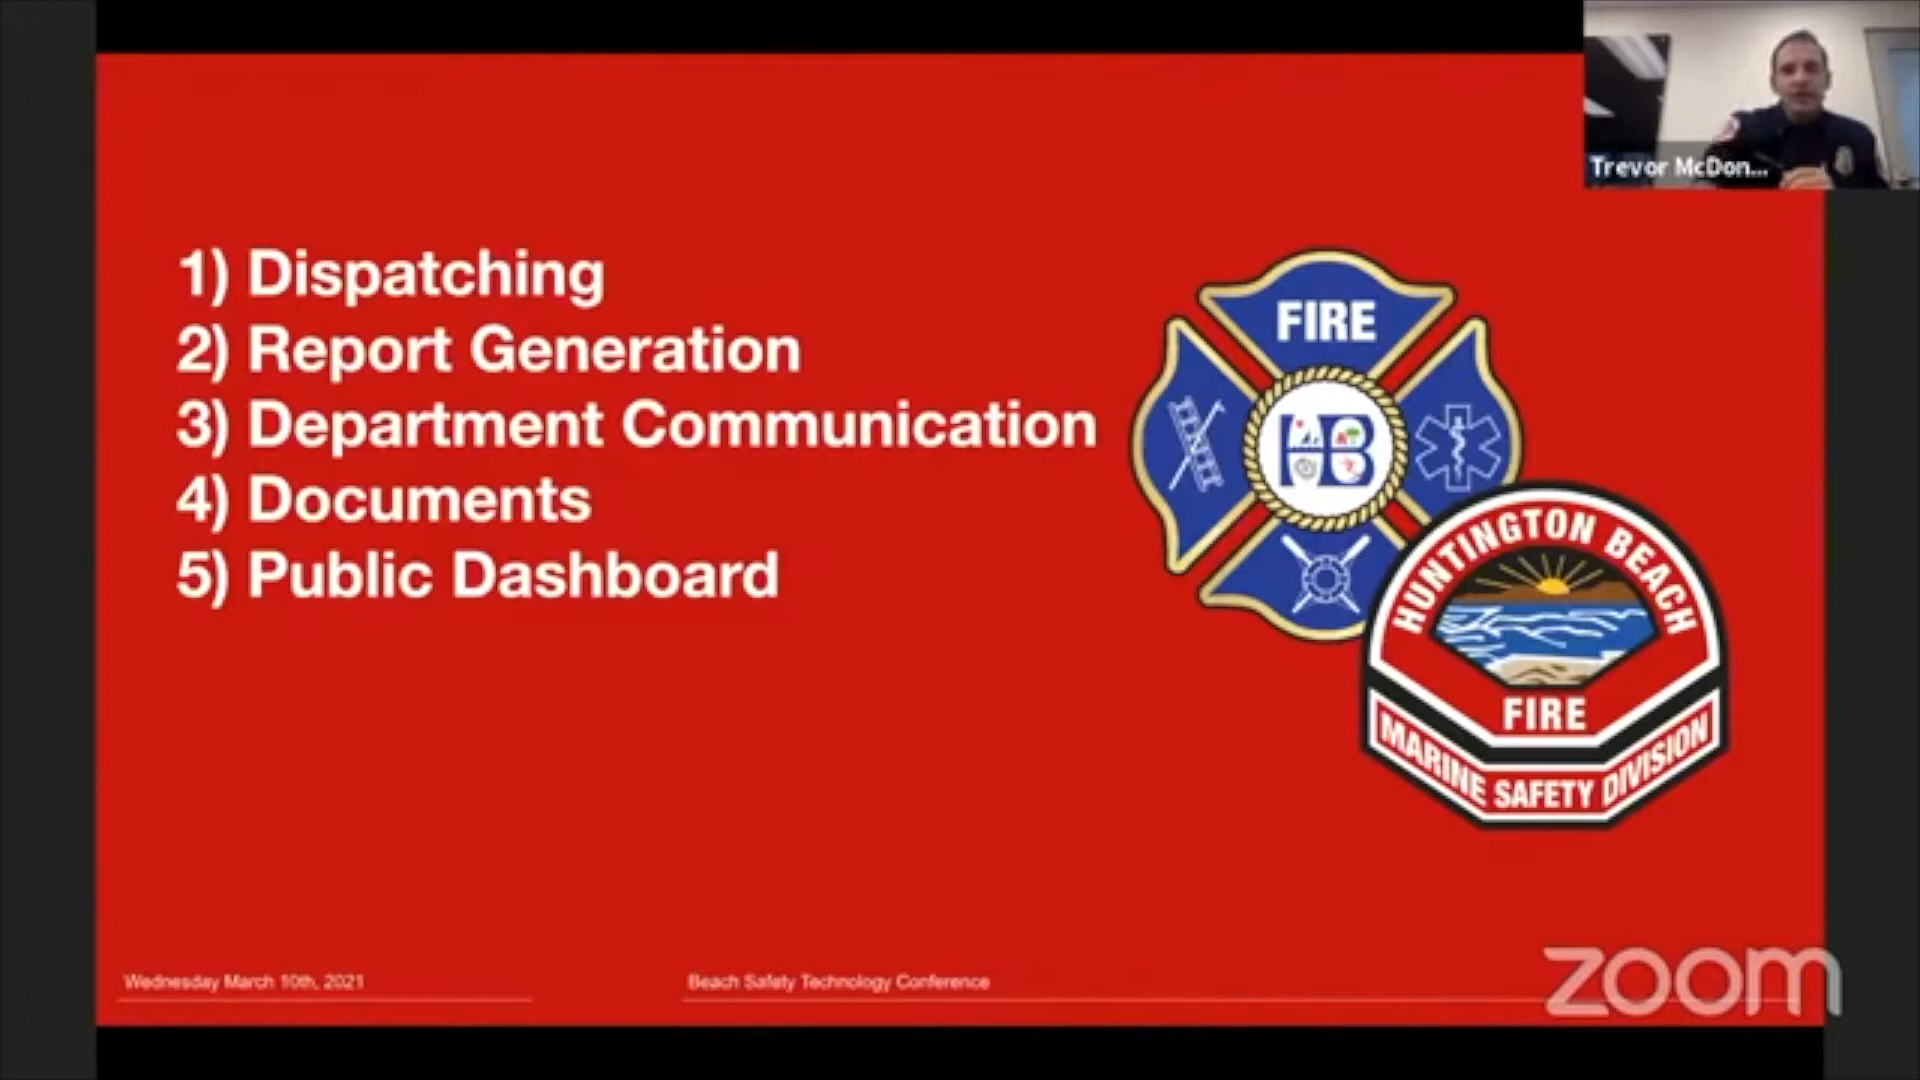 Trevor McDon...
1) Dispatching
2) Report Generation
3) Department Communication
4) Documents
5) Public Dashboard
FIRE
HB
HUNTINGTON BEACH
FIRE
MARINE SAFETY DIVISION
Wednesday March 10th, 2021
Beach Safety Technology Conference
zoom